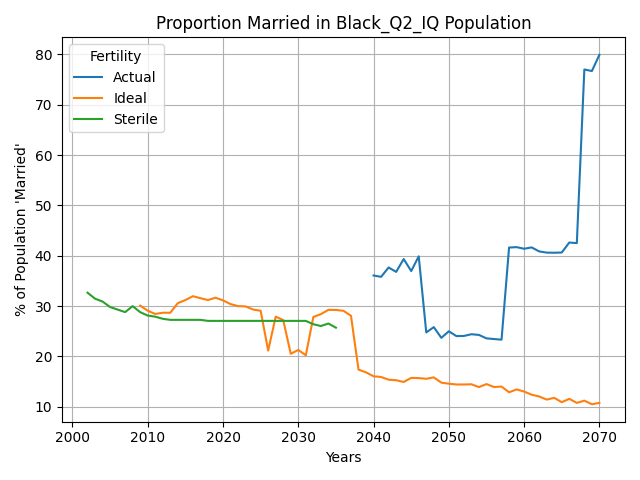 Proportion Married in Black_Q2_IQ Population
% of Population 'Married'
80
70
60
50
40
30
20
10
Fertility
Actual
Ideal
Sterile
2000 2010 2020 2030 2040 2050 2060 2070
Years